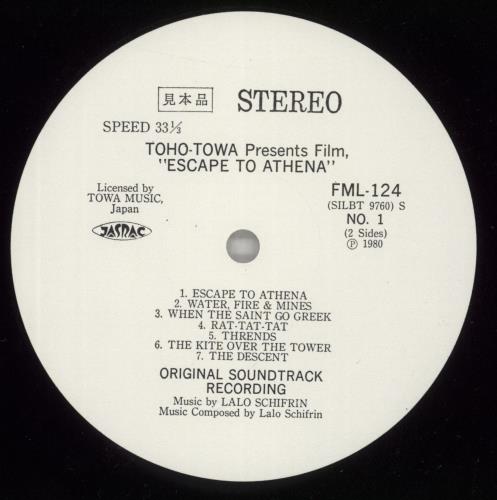 見本品 STEREO
SPEED 33⅓
TOHO-TOWA Presents Film,
"ESCAPE TO ATHENA"
Licensed by
TOWA MUSIC,
Japan
JASRAC
FML-124
(SILBT 9760) S
NO. 1
(2 Sides)
Ⓟ 1980
1. ESCAPE TO ATHENA
2. WATER, FIRE & MINES
3. WHEN THE SAINT GO GREEK
4. RAT-TAT-TAT
5. THRENDS
6. THE KITE OVER THE TOWER
7. THE DESCENT
ORIGINAL SOUNDTRACK
RECORDING
Music by LALO SCHIFRIN
Music Composed by Lalo Schifrin